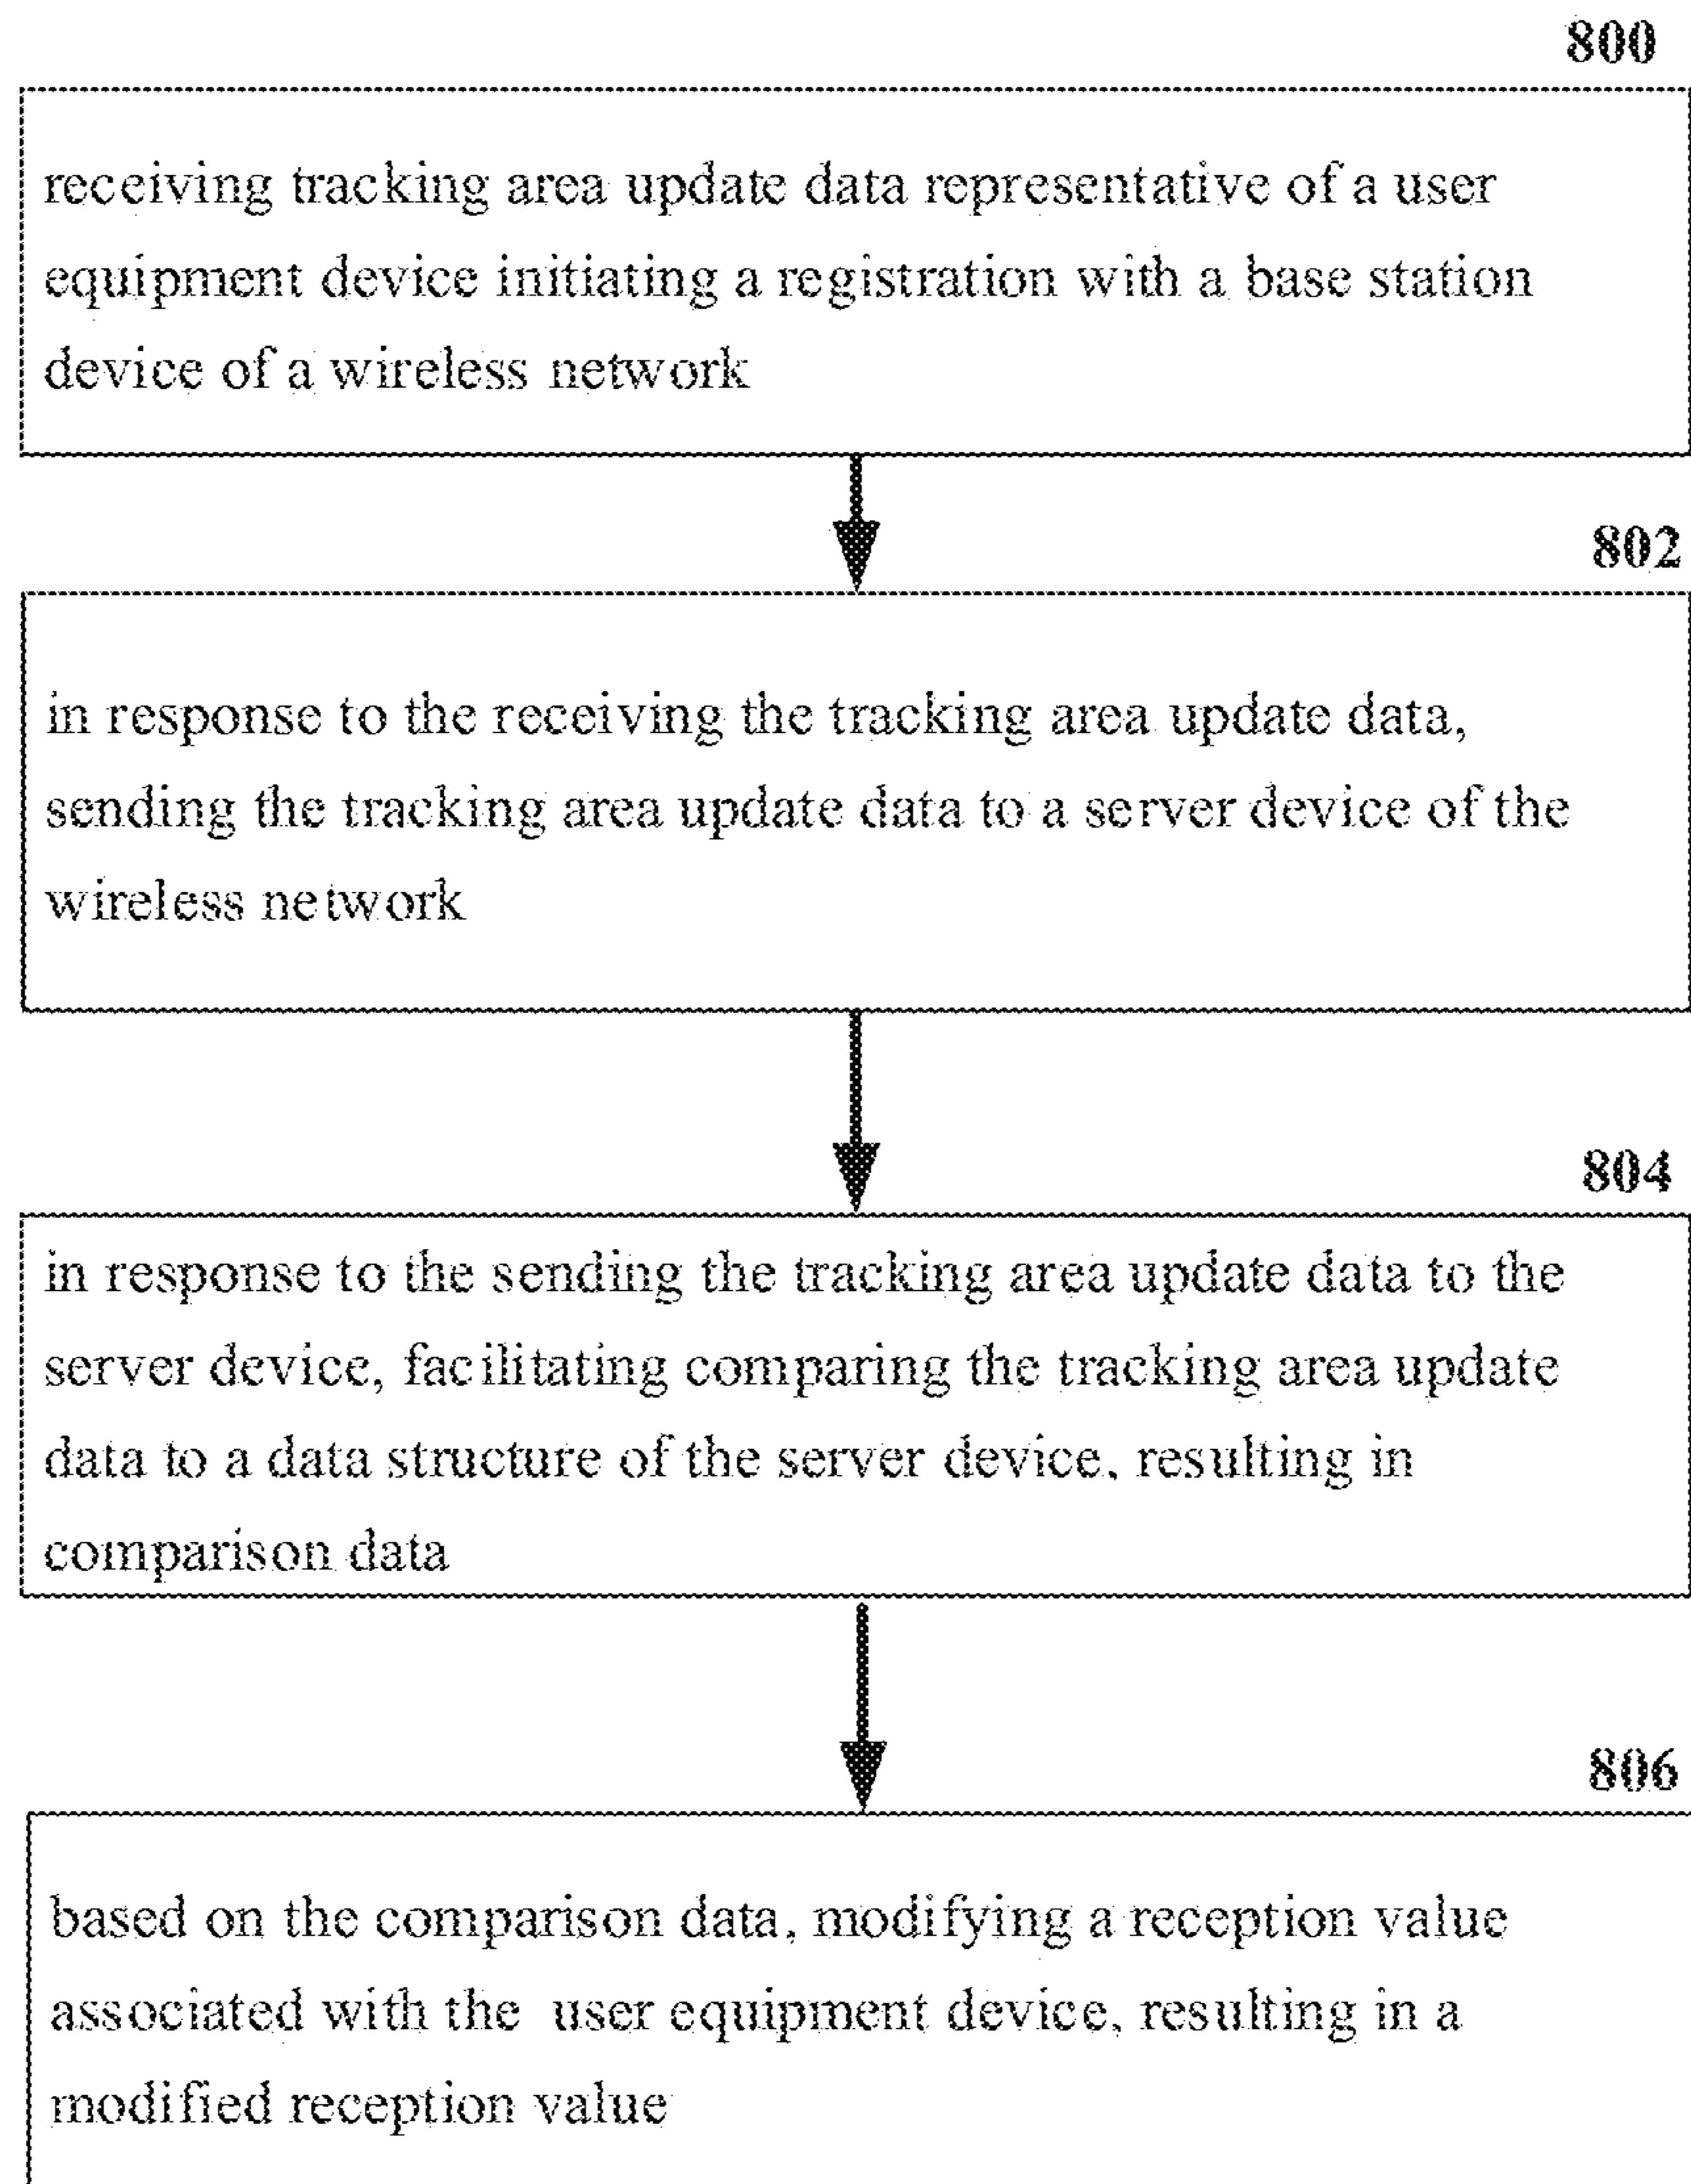 800
receiving tracking area update data representative of a user
equipment device initiating a registration with a base station
device of a wireless network
802
in response to the receiving the tracking area update data,
sending the tracking area update data to a server device of the
wireless network
804
in response to the sending the tracking area update data to the
server device, facilitating comparing the tracking area update
data to a data structure of the server device, resulting in
comparison data
806
based on the comparison data, modifying a reception value
associated with the user equipment device, resulting in a
modified reception value